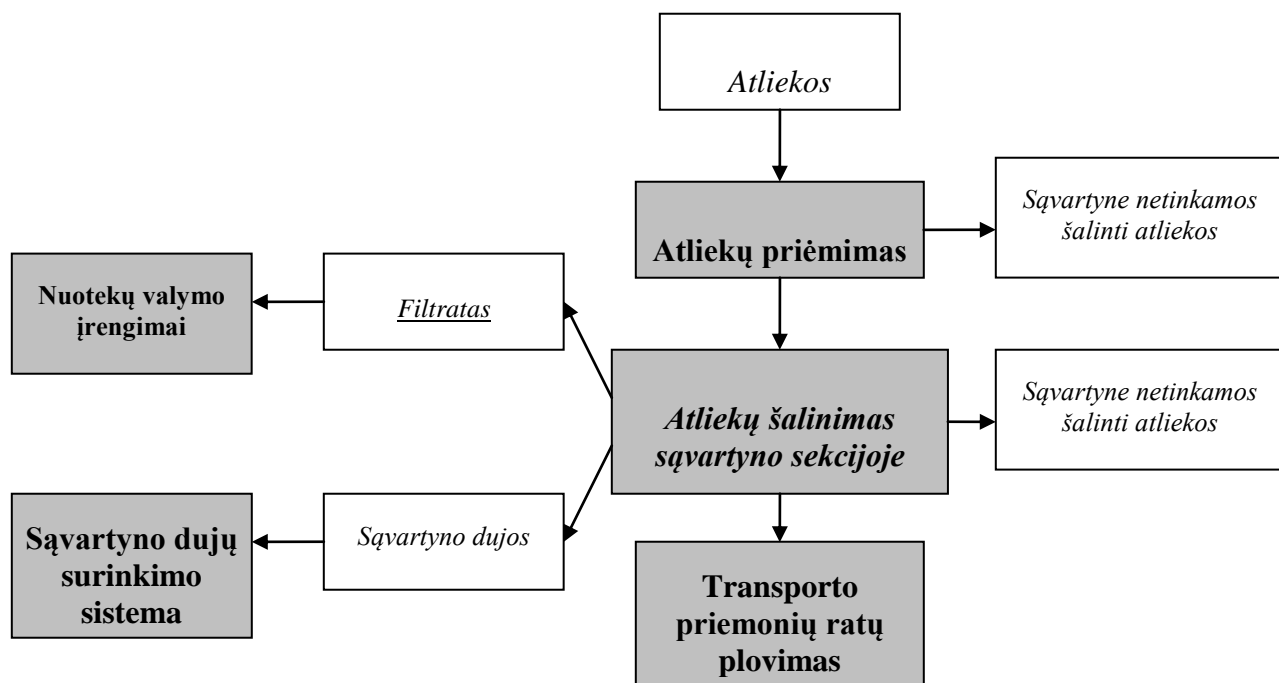 Atliekos
Atliekų priėmimas
Sąvartyne netinkamos
šalinti atliekos
Nuotekų valymo
įrengimai
Filtratas
Atliekų šalinimas
sąvartyno sekcijoje
Sąvartyne netinkamos
šalinti atliekos
Sąvartyno dujų
surinkimo
sistema
Sąvartyno dujos
Transporto
priemonių ratų
plovimas